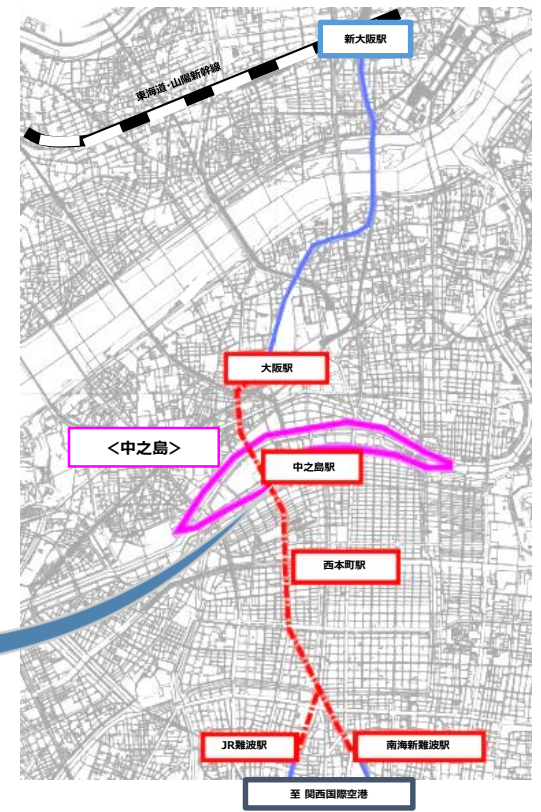 新大阪駅
東海道・山陽新幹線
大阪駅
＜中之島＞
中之島駅
西本町駅
JR難波駅
南海新難波駅
至 関西国際空港